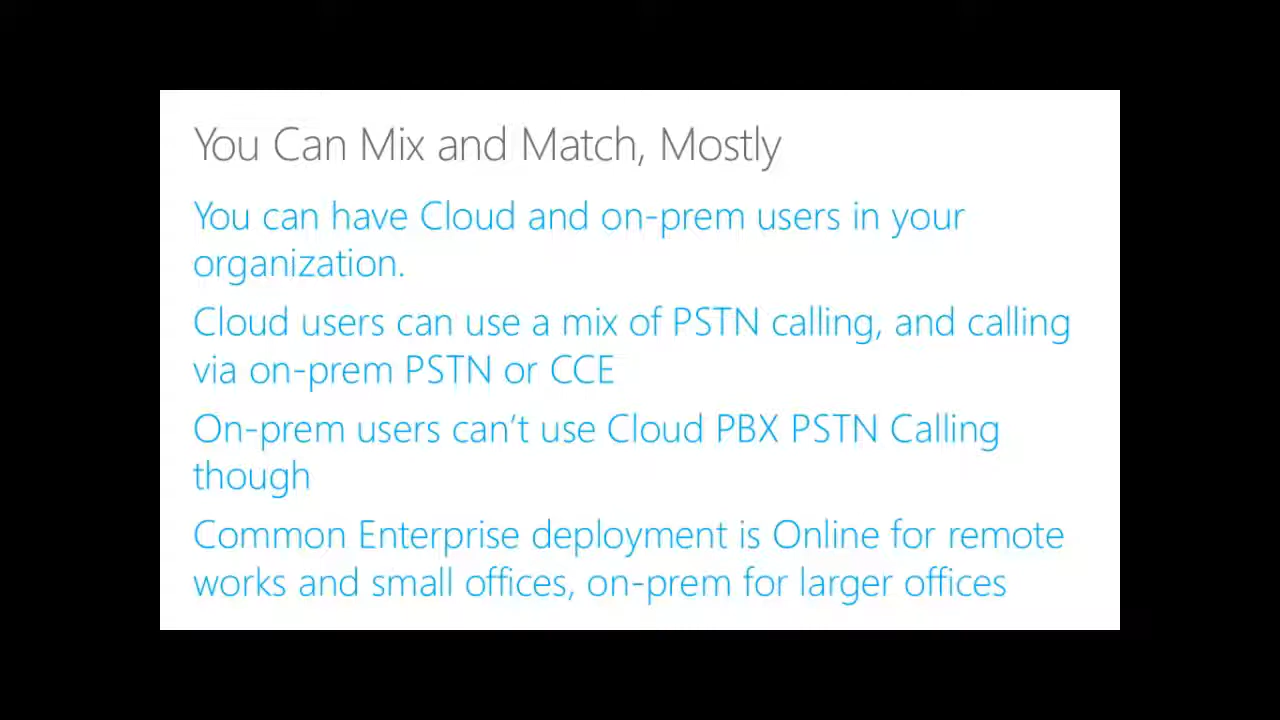 You Can Mix and Match, Mostly
You can have Cloud and on-prem users in your
organization.
Cloud users can use a mix of PSTN calling, and calling
via on-prem PSTN or CCE
On-prem users can’t use Cloud PBX PSTN Calling
though
Common Enterprise deployment is Online for remote
works and small offices, on-prem for larger offices